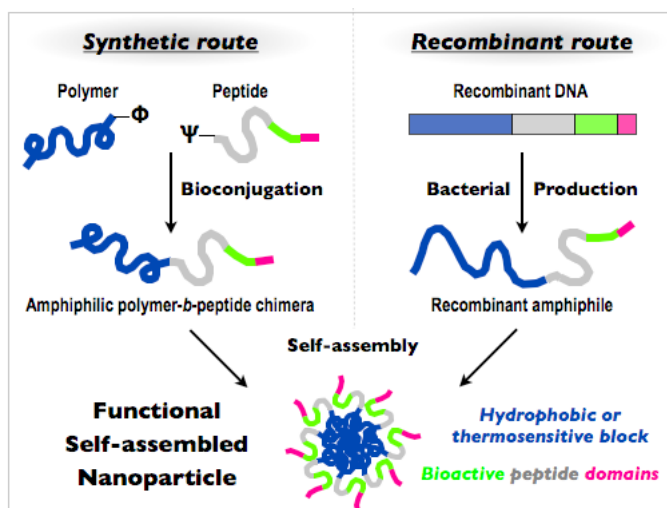 Synthetic route
Recombinant route
Polymer
Peptide
Recombinant DNA
Φ
Ψ
Bioconjugation
Bacterial Production
Amphiphilic polymer-b-peptide chimera
Recombinant amphiphile
Self-assembly
Functional
Self-assembled
Nanoparticle
Hydrophobic or
thermosensitive block
Bioactive peptide domains